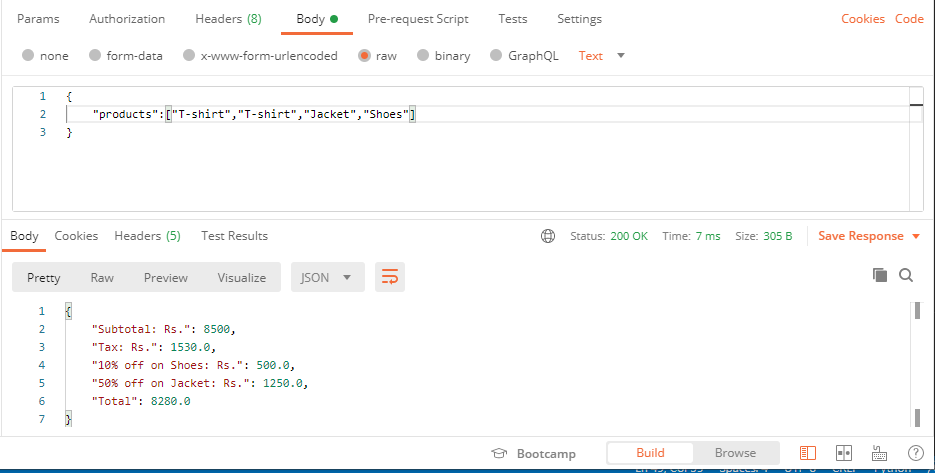 Params Authorization Headers (8) Body Pre-request Script Tests Settings Cookies Code
none form-data x-www-form-urlencoded raw binary GraphQL Text
1 {
2 "products":["T-shirt","T-shirt","Jacket","Shoes"]
3 }
Body Cookies Headers (5) Test Results Status: 200 OK Time: 7 ms Size: 305 B Save Response
Pretty Raw Preview Visualize JSON
1 {
2 "Subtotal: Rs.": 8500,
3 "Tax: Rs.": 1530.0,
4 "10% off on Shoes: Rs.": 500.0,
5 "50% off on Jacket: Rs.": 1250.0,
6 "Total": 8280.0
7 }
Bootcamp Build Browse ?